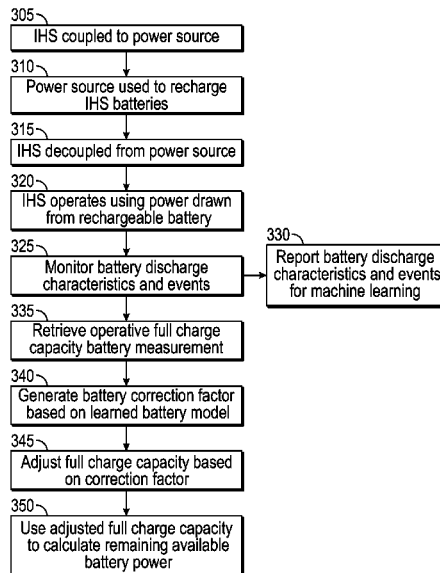 305
IHS coupled to power source
310
Power source used to recharge
IHS batteries
315
IHS decoupled from power source
320
IHS operates using power drawn
from rechargeable battery
325
Monitor battery discharge
characteristics and events
330
Report battery discharge
characteristics and events
for machine learning
335
Retrieve operative full charge
capacity battery measurement
340
Generate battery correction factor
based on learned battery model
345
Adjust full charge capacity based
on correction factor
350
Use adjusted full charge capacity
to calculate remaining available
battery power